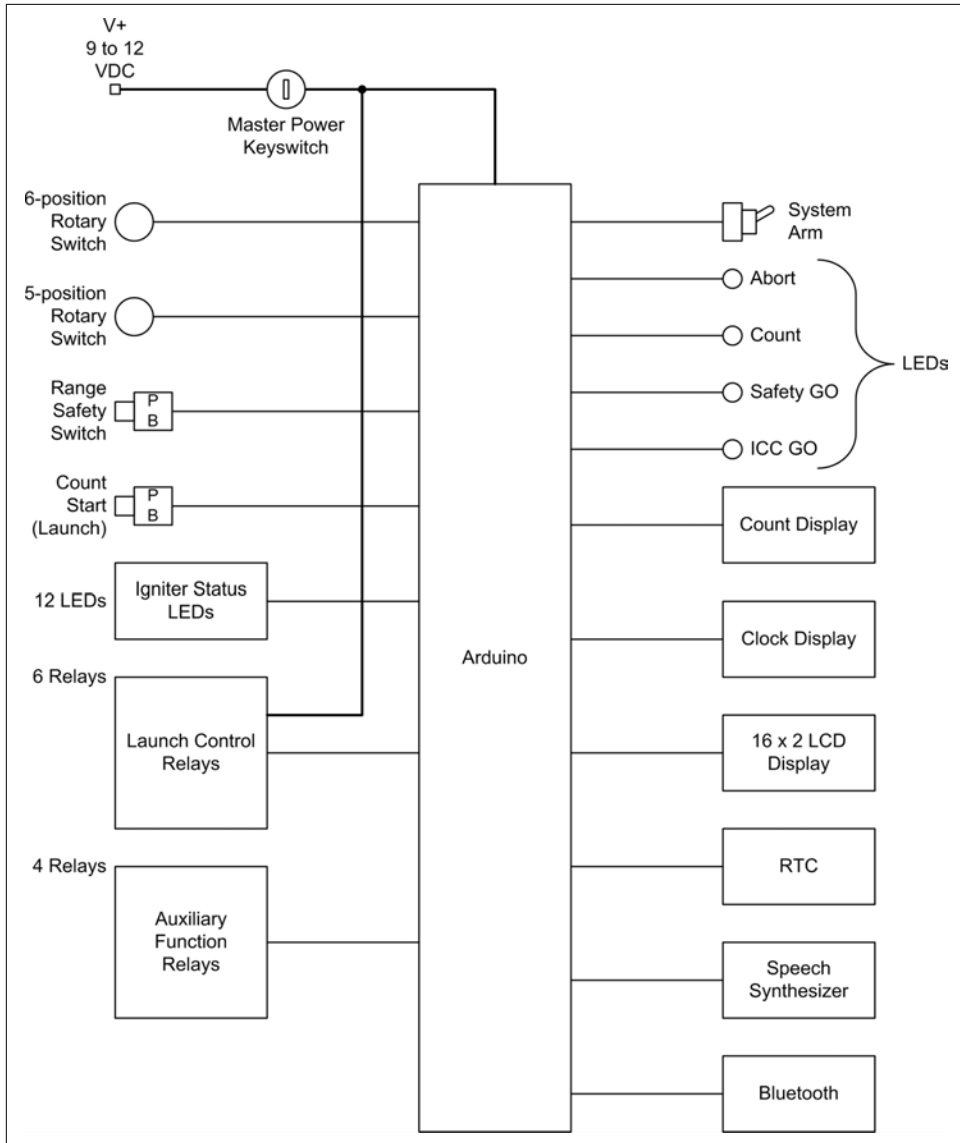 V+
9 to 12
VDC
Master Power
Keyswitch
6-position
Rotary
Switch
5-position
Rotary
Switch
Range
Safety
Switch
P
B
Count
Start
(Launch)
P
B
12 LEDs
Igniter Status
LEDs
6 Relays
Launch Control
Relays
4 Relays
Auxiliary
Function
Relays
Arduino
System
Arm
Abort
Count
Safety GO
ICC GO
LEDs
Count Display
Clock Display
16 x 2 LCD
Display
RTC
Speech
Synthesizer
Bluetooth